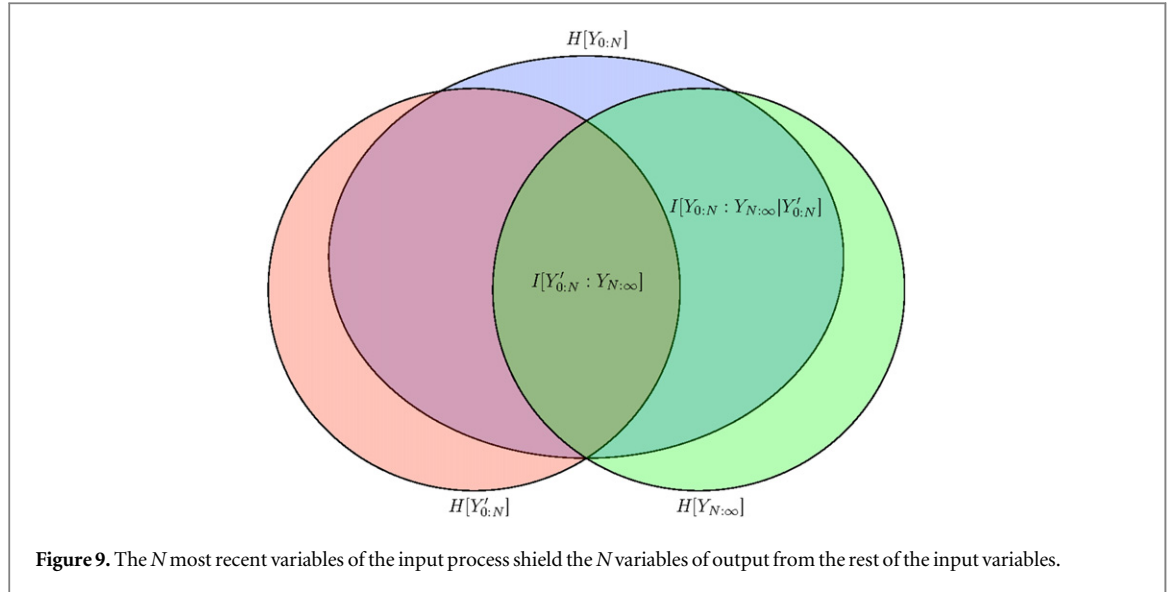 H[Y_{0:N}]
I[Y_{0:N} : Y_{N:∞}|Y'_{0:N}]
I[Y'_{0:N} : Y_{N:∞}]
H[Y'_{0:N}]
H[Y_{N:∞}]
Figure 9. The N most recent variables of the input process shield the N variables of output from the rest of the input variables.